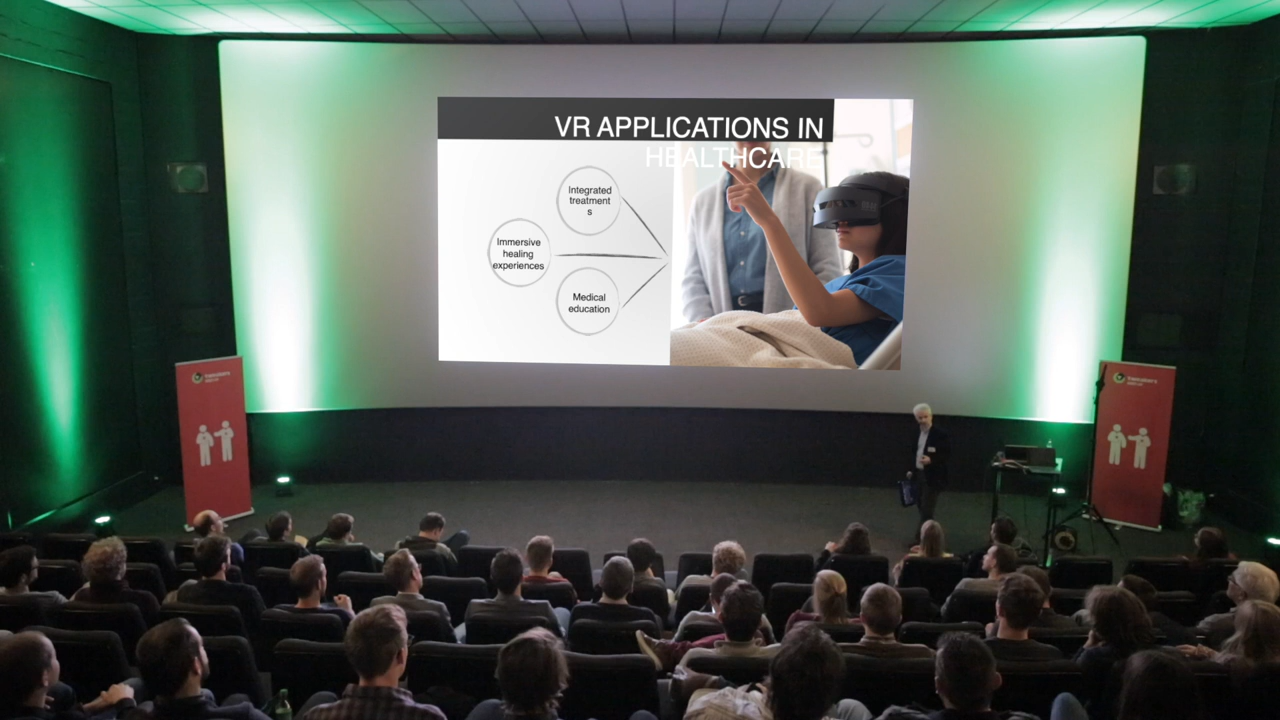 VR APPLICATIONS IN
HEALTHCARE
Integrated
treatment
s
Immersive
healing
experiences
Medical
education